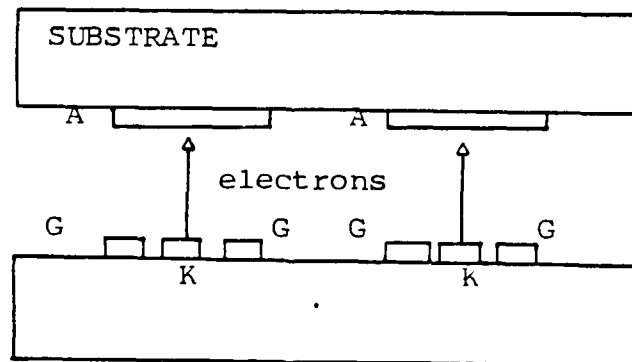 SUBSTRATE
A A
electrons
G G G G
K k